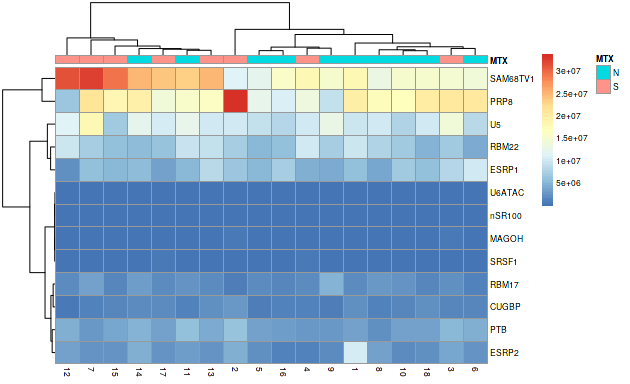 MTX
SAM68TV1
PRP8
U5
RBM22
ESRP1
U6ATAC
nSR100
MAGOH
SRSF1
RBM17
CUGBP
PTB
ESRP2
12 7 15 14 17 11 13 2 5 16 4 9 1 8 10 18 3 6
3e+07
2.5e+07
2e+07
1.5e+07
1e+07
5e+06
MTX
N
S